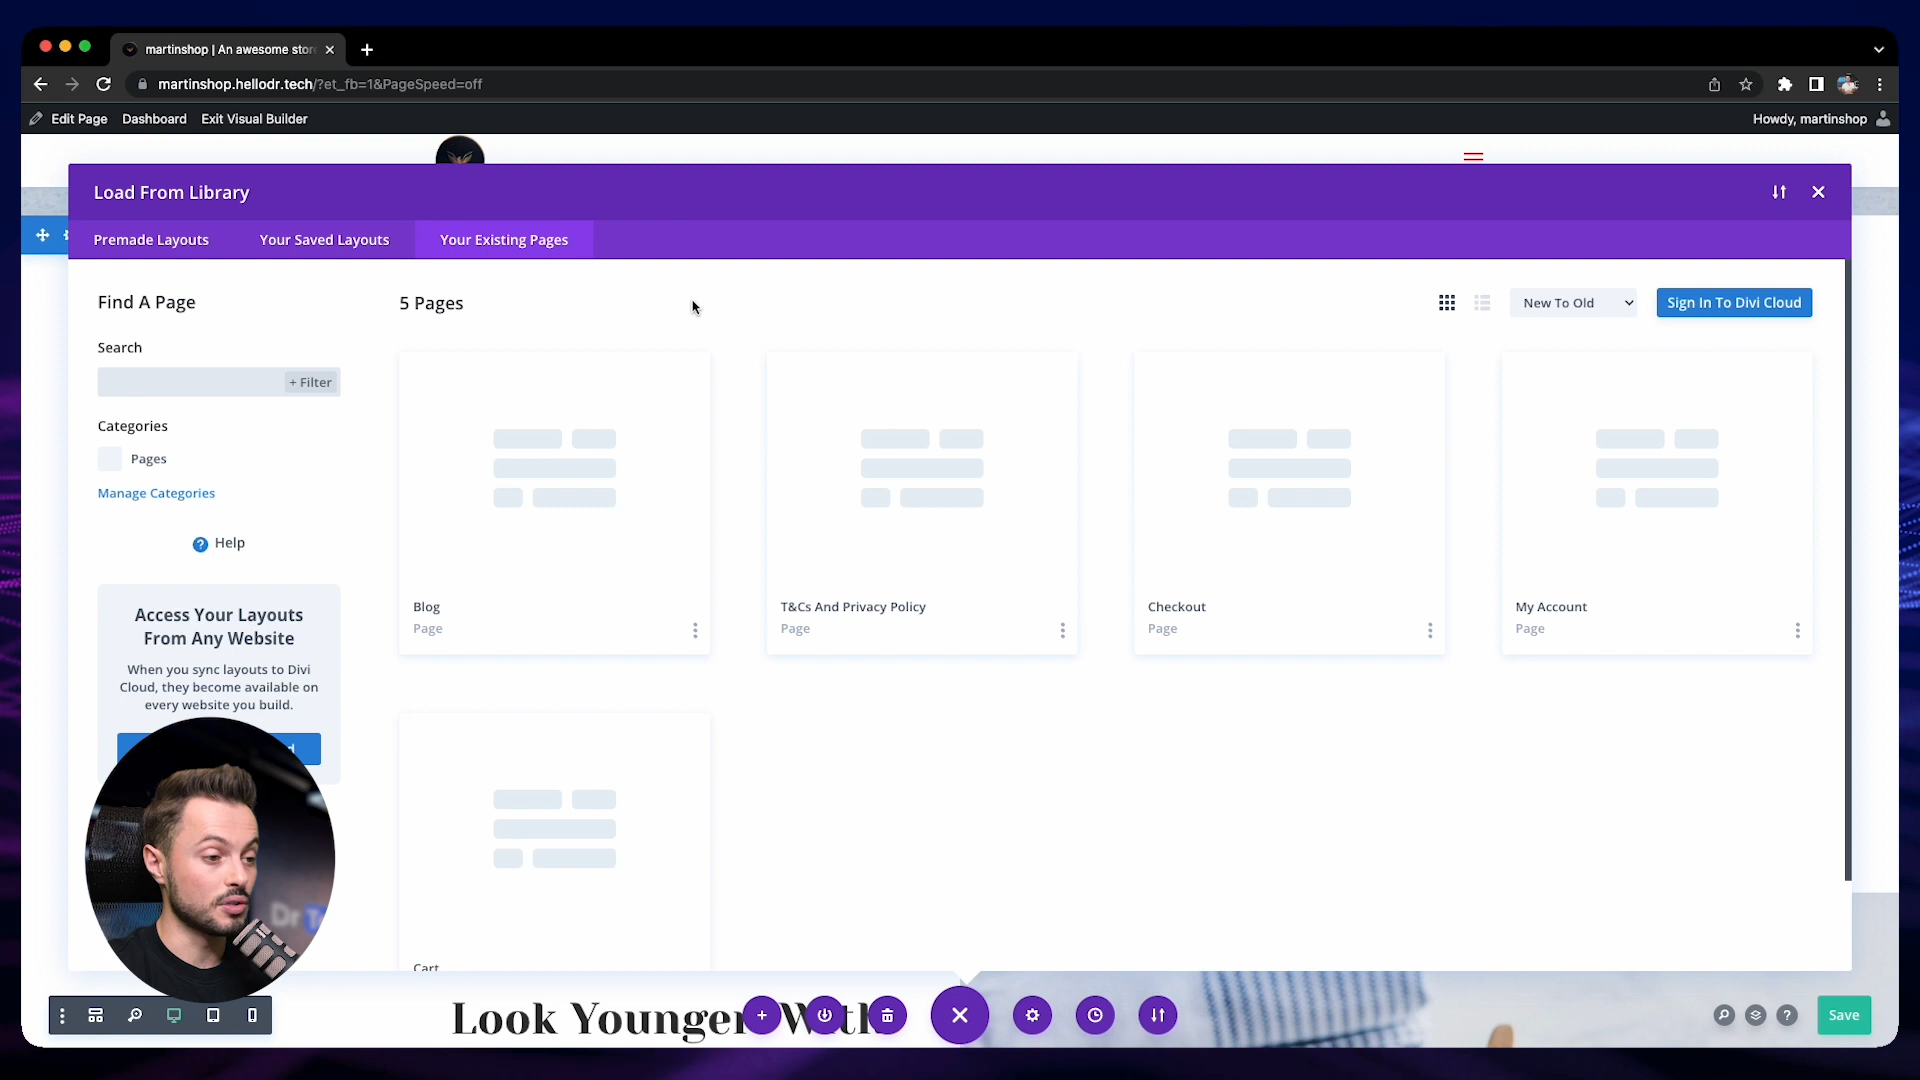 martinshop | An awesome stor
martinshop.hellodr.tech/?et_fb=1&PageSpeed=off
Edit Page Dashboard Exit Visual Builder
Howdy, martinshop
Load From Library
Premade Layouts Your Saved Layouts Your Existing Pages
Find A Page
5 Pages
New To Old
Sign In To Divi Cloud
Search
+ Filter
Categories
Pages
Manage Categories
Help
Access Your Layouts
From Any Website
When you sync layouts to Divi
Cloud, they become available on
every website you build.
Blog
Page
T&Cs And Privacy Policy
Page
Checkout
Page
My Account
Page
Cart
Dr
Look Younger With
Save